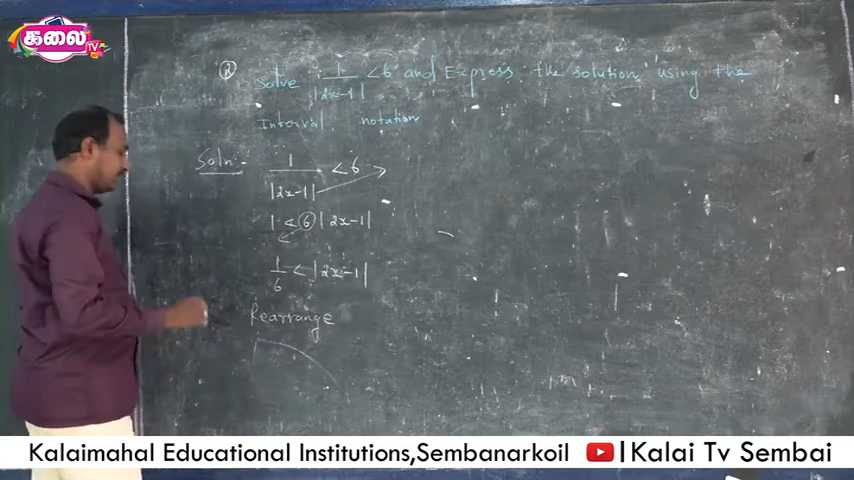 கலை
TV
2) Solve 1/|2x-1| < 6 and Express the solution using the
Interval notation
Soln:- 1/|2x-1| < 6
1 < 6 |2x-1|
1/6 < |2x-1|
Rearrange
Kalaimahal Educational Institutions,Sembanarkoil
|Kalai Tv Sembai